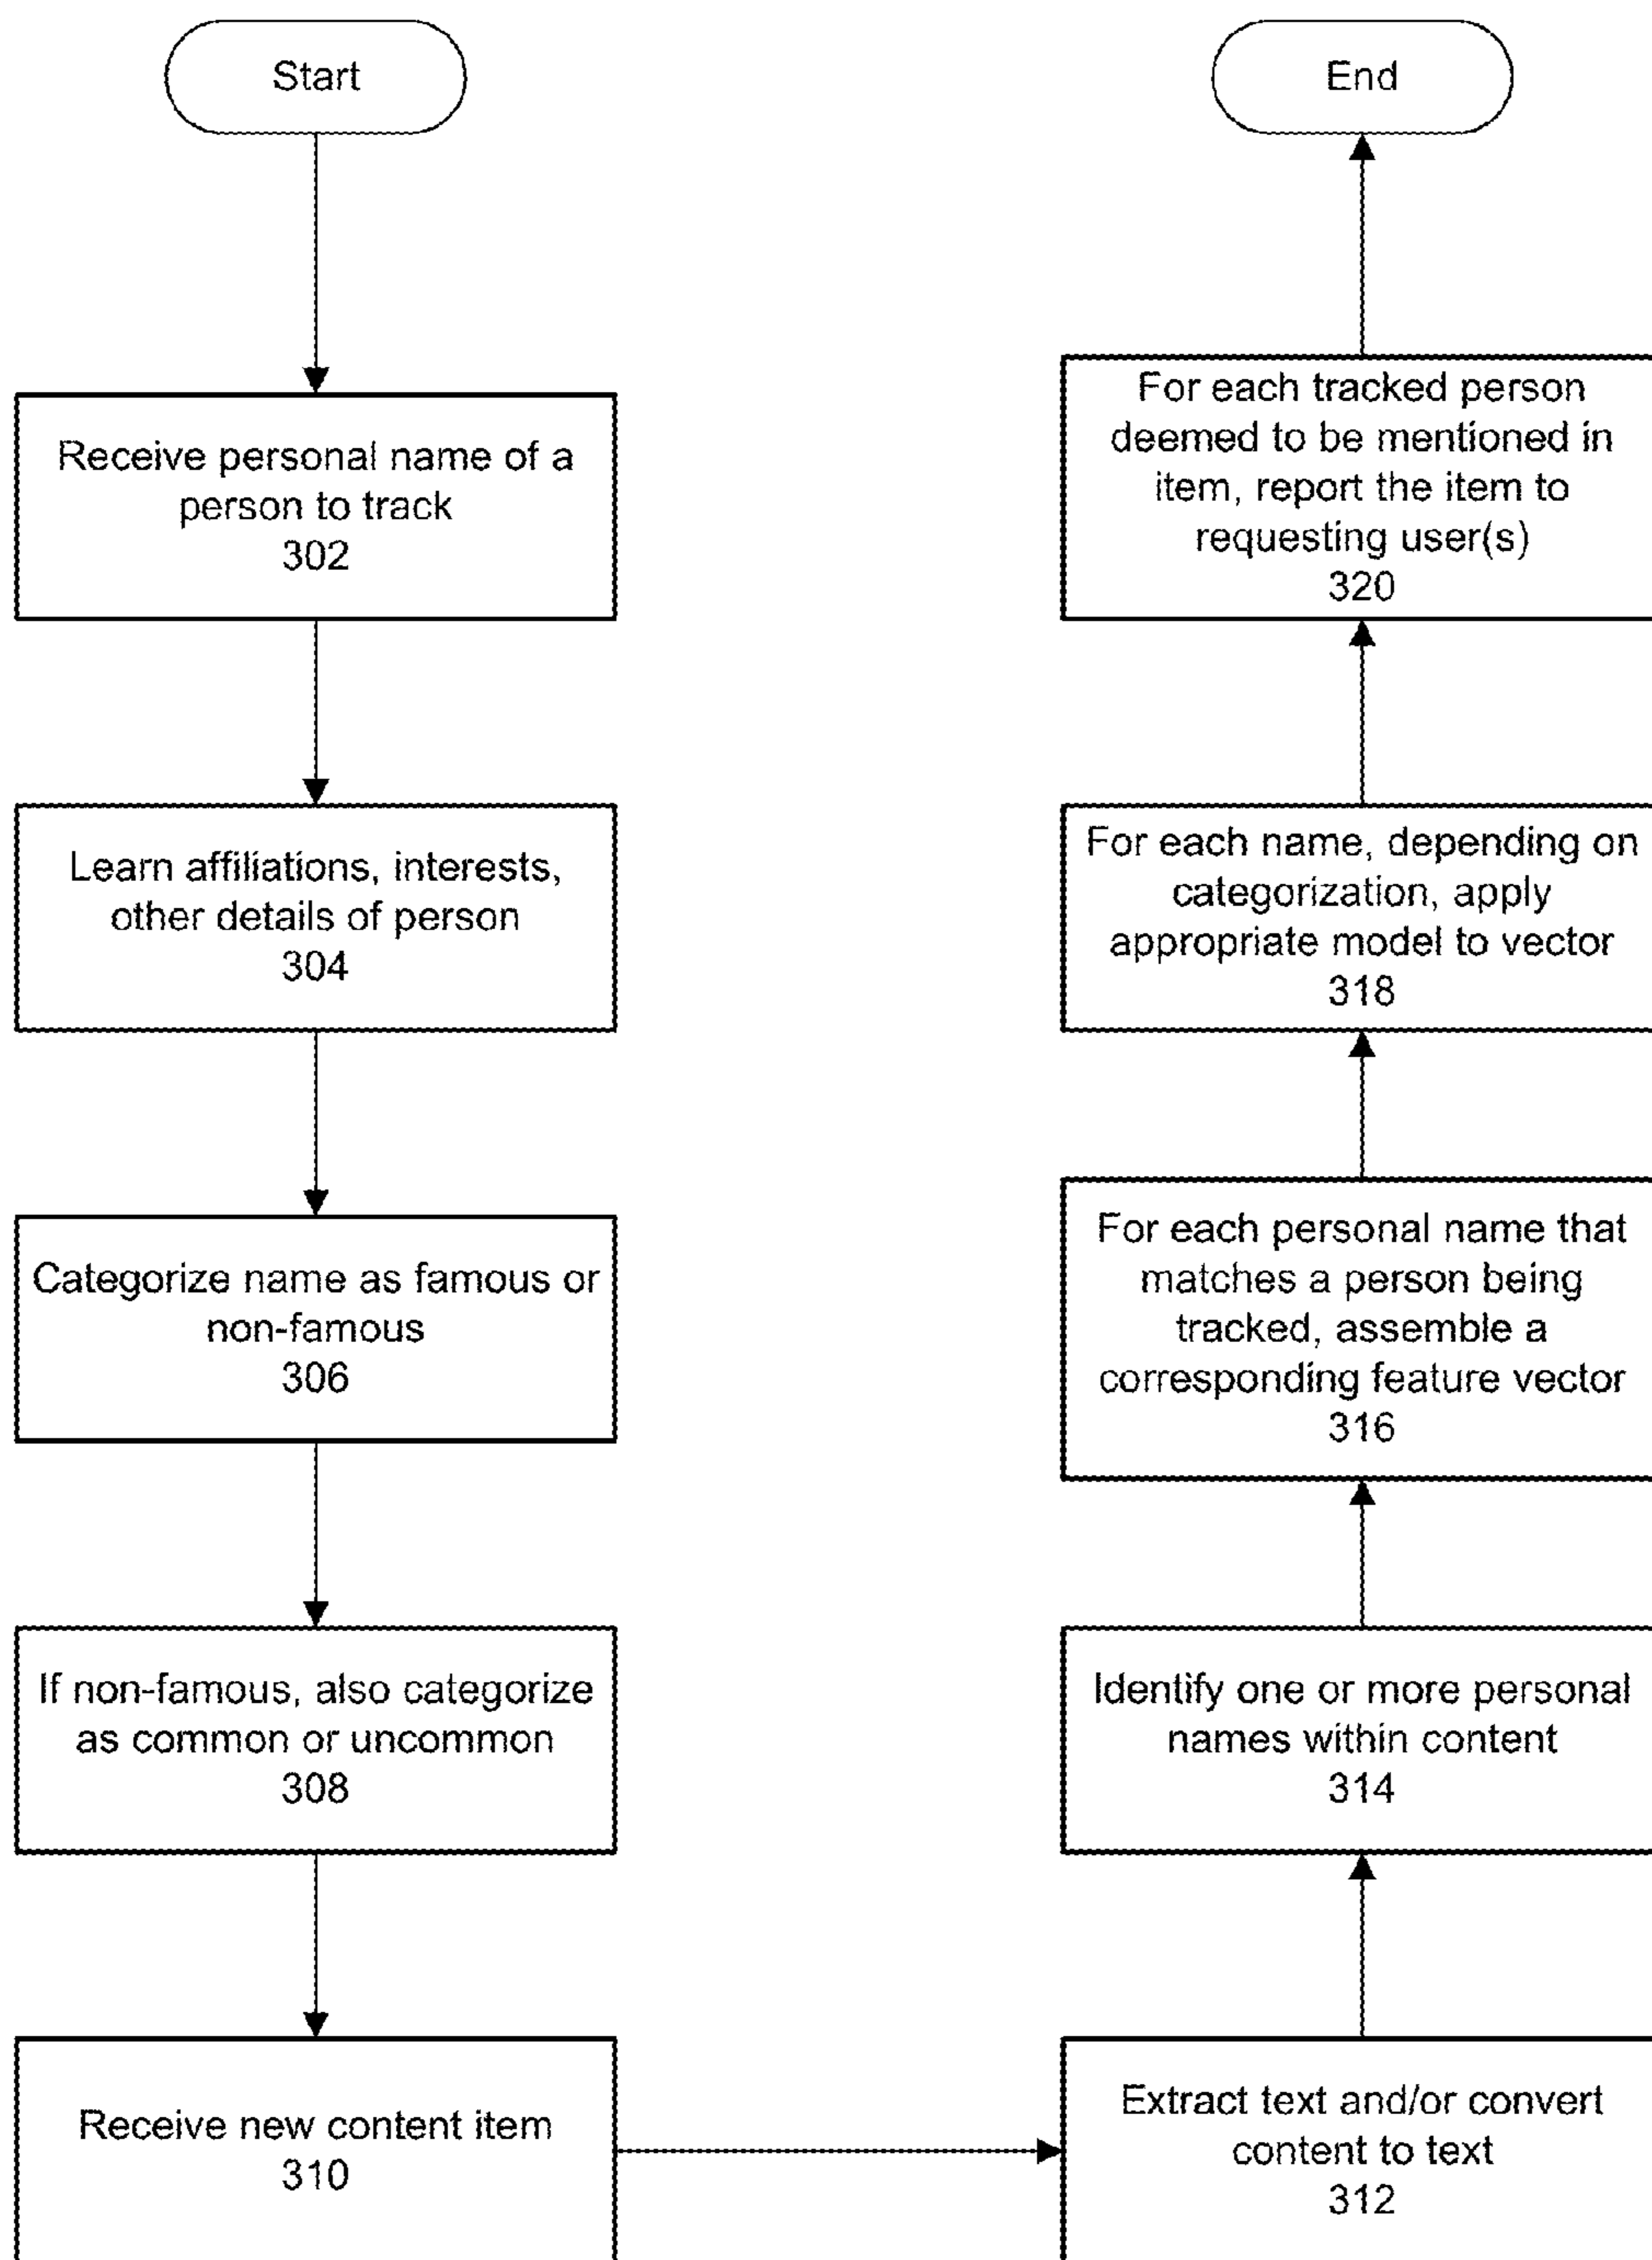 Start
Receive personal name of a
person to track
302
Learn affiliations, interests,
other details of person
304
Categorize name as famous or
non-famous
306
If non-famous, also categorize
as common or uncommon
308
Receive new content item
310
Extract text and/or convert
content to text
312
Identify one or more personal
names within content
314
For each personal name that
matches a person being
tracked, assemble a
corresponding feature vector
316
For each name, depending on
categorization, apply
appropriate model to vector
318
For each tracked person
deemed to be mentioned in
item, report the item to
requesting user(s)
320
End